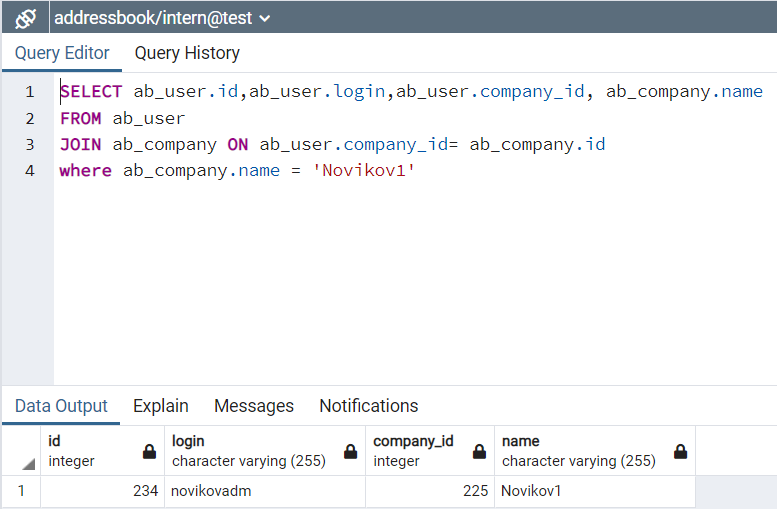 addressbook/intern@test
Query Editor Query History
1 SELECT ab_user.id,ab_user.login,ab_user.company_id, ab_company.name
2 FROM ab_user
3 JOIN ab_company ON ab_user.company_id= ab_company.id
4 where ab_company.name = 'Novikov1'
Data Output Explain Messages Notifications
id login company_id name
integer character varying (255) integer character varying (255)
1 234 novikovadm 225 Novikov1